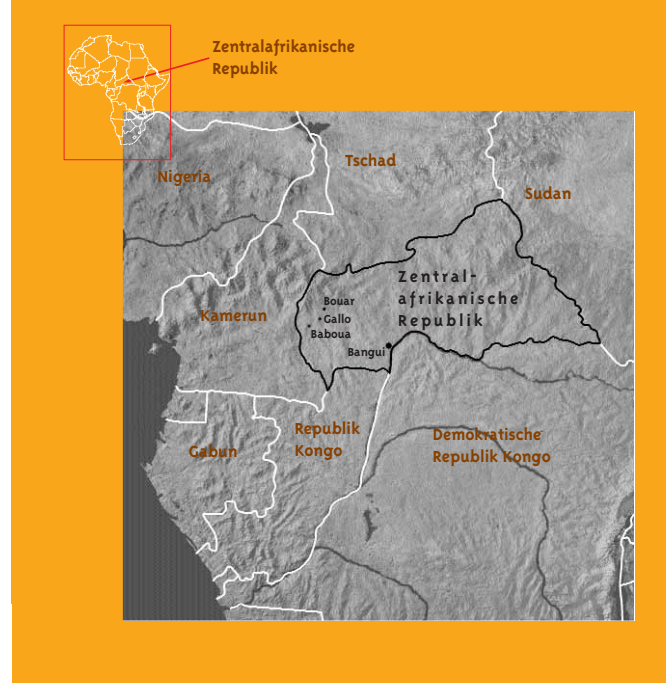 Zentralafrikanische
Republik
Tschad
Nigeria
Sudan
Zentral-
afrikanische
Republik
Bouar
Gallo
Baboua
Kamerun
Bangui
Republik
Kongo
Demokratische
Republik Kongo
Gabun